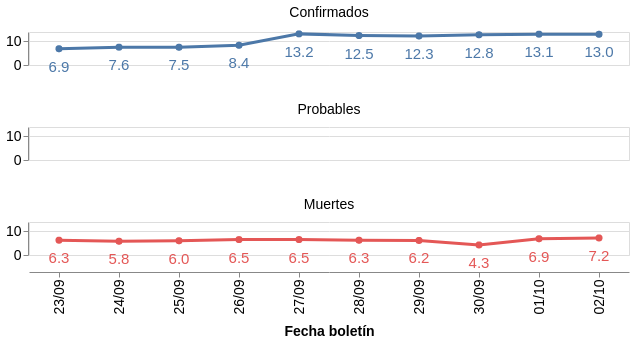 Confirmados
10
0
6.9 7.6 7.5 8.4 13.2 12.5 12.3 12.8 13.1 13.0
Probables
10
0
Muertes
10
0
6.3 5.8 6.0 6.5 6.5 6.3 6.2 4.3 6.9 7.2
23/09 24/09 25/09 26/09 27/09 28/09 29/09 30/09 01/10 02/10
Fecha boletín